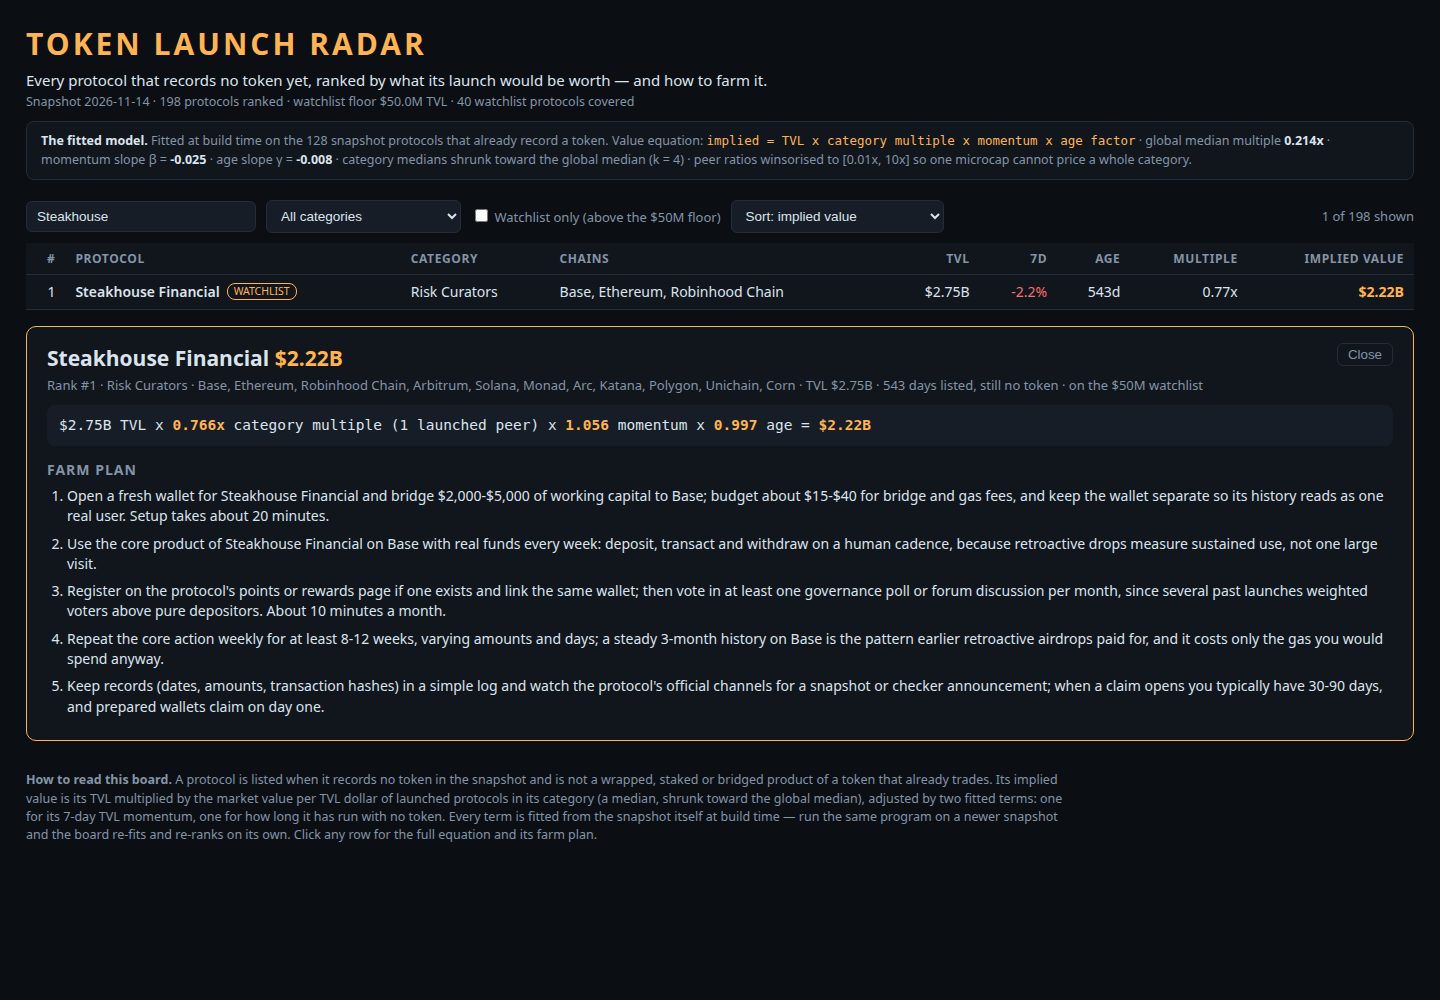 TOKEN LAUNCH RADAR
Every protocol that records no token yet, ranked by what its launch would be worth — and how to farm it.
Snapshot 2026-11-14 · 198 protocols ranked · watchlist floor $50.0M TVL · 40 watchlist protocols covered
The fitted model. Fitted at build time on the 128 snapshot protocols that already record a token. Value equation: implied = TVL x category multiple x momentum x age factor · global median multiple 0.214x ·
momentum slope β = -0.025 · age slope γ = -0.008 · category medians shrunk toward the global median (k = 4) · peer ratios winsorised to [0.01x, 10x] so one microcap cannot price a whole category.
Steakhouse All categories Watchlist only (above the $50M floor) Sort: implied value 1 of 198 shown
# PROTOCOL CATEGORY CHAINS TVL 7D AGE MULTIPLE IMPLIED VALUE
1 Steakhouse Financial WATCHLIST Risk Curators Base, Ethereum, Robinhood Chain $2.75B -2.2% 543d 0.77x $2.22B
Steakhouse Financial $2.22B Close
Rank #1 · Risk Curators · Base, Ethereum, Robinhood Chain, Arbitrum, Solana, Monad, Arc, Katana, Polygon, Unichain, Corn · TVL $2.75B · 543 days listed, still no token · on the $50M watchlist
$2.75B TVL x 0.766x category multiple (1 launched peer) x 1.056 momentum x 0.997 age = $2.22B
FARM PLAN
1. Open a fresh wallet for Steakhouse Financial and bridge $2,000-$5,000 of working capital to Base; budget about $15-$40 for bridge and gas fees, and keep the wallet separate so its history reads as one
real user. Setup takes about 20 minutes.
2. Use the core product of Steakhouse Financial on Base with real funds every week: deposit, transact and withdraw on a human cadence, because retroactive drops measure sustained use, not one large
visit.
3. Register on the protocol's points or rewards page if one exists and link the same wallet; then vote in at least one governance poll or forum discussion per month, since several past launches weighted
voters above pure depositors. About 10 minutes a month.
4. Repeat the core action weekly for at least 8-12 weeks, varying amounts and days; a steady 3-month history on Base is the pattern earlier retroactive airdrops paid for, and it costs only the gas you would
spend anyway.
5. Keep records (dates, amounts, transaction hashes) in a simple log and watch the protocol's official channels for a snapshot or checker announcement; when a claim opens you typically have 30-90 days,
and prepared wallets claim on day one.
How to read this board. A protocol is listed when it records no token in the snapshot and is not a wrapped, staked or bridged product of a token that already trades. Its implied
value is its TVL multiplied by the market value per TVL dollar of launched protocols in its category (a median, shrunk toward the global median), adjusted by two fitted terms: one
for its 7-day TVL momentum, one for how long it has run with no token. Every term is fitted from the snapshot itself at build time — run the same program on a newer snapshot
and the board re-fits and re-ranks on its own. Click any row for the full equation and its farm plan.